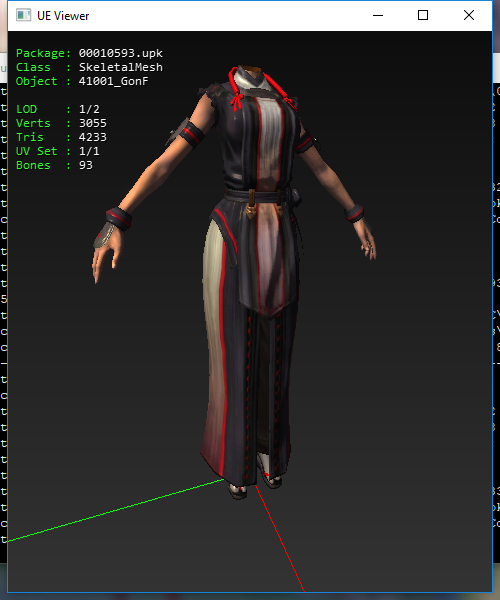 UE Viewer
Package: 00010593.upk
Class : SkeletalMesh
Object : 41001_GonF
LOD : 1/2
Verts : 3055
Tris : 4233
UV Set : 1/1
Bones : 93